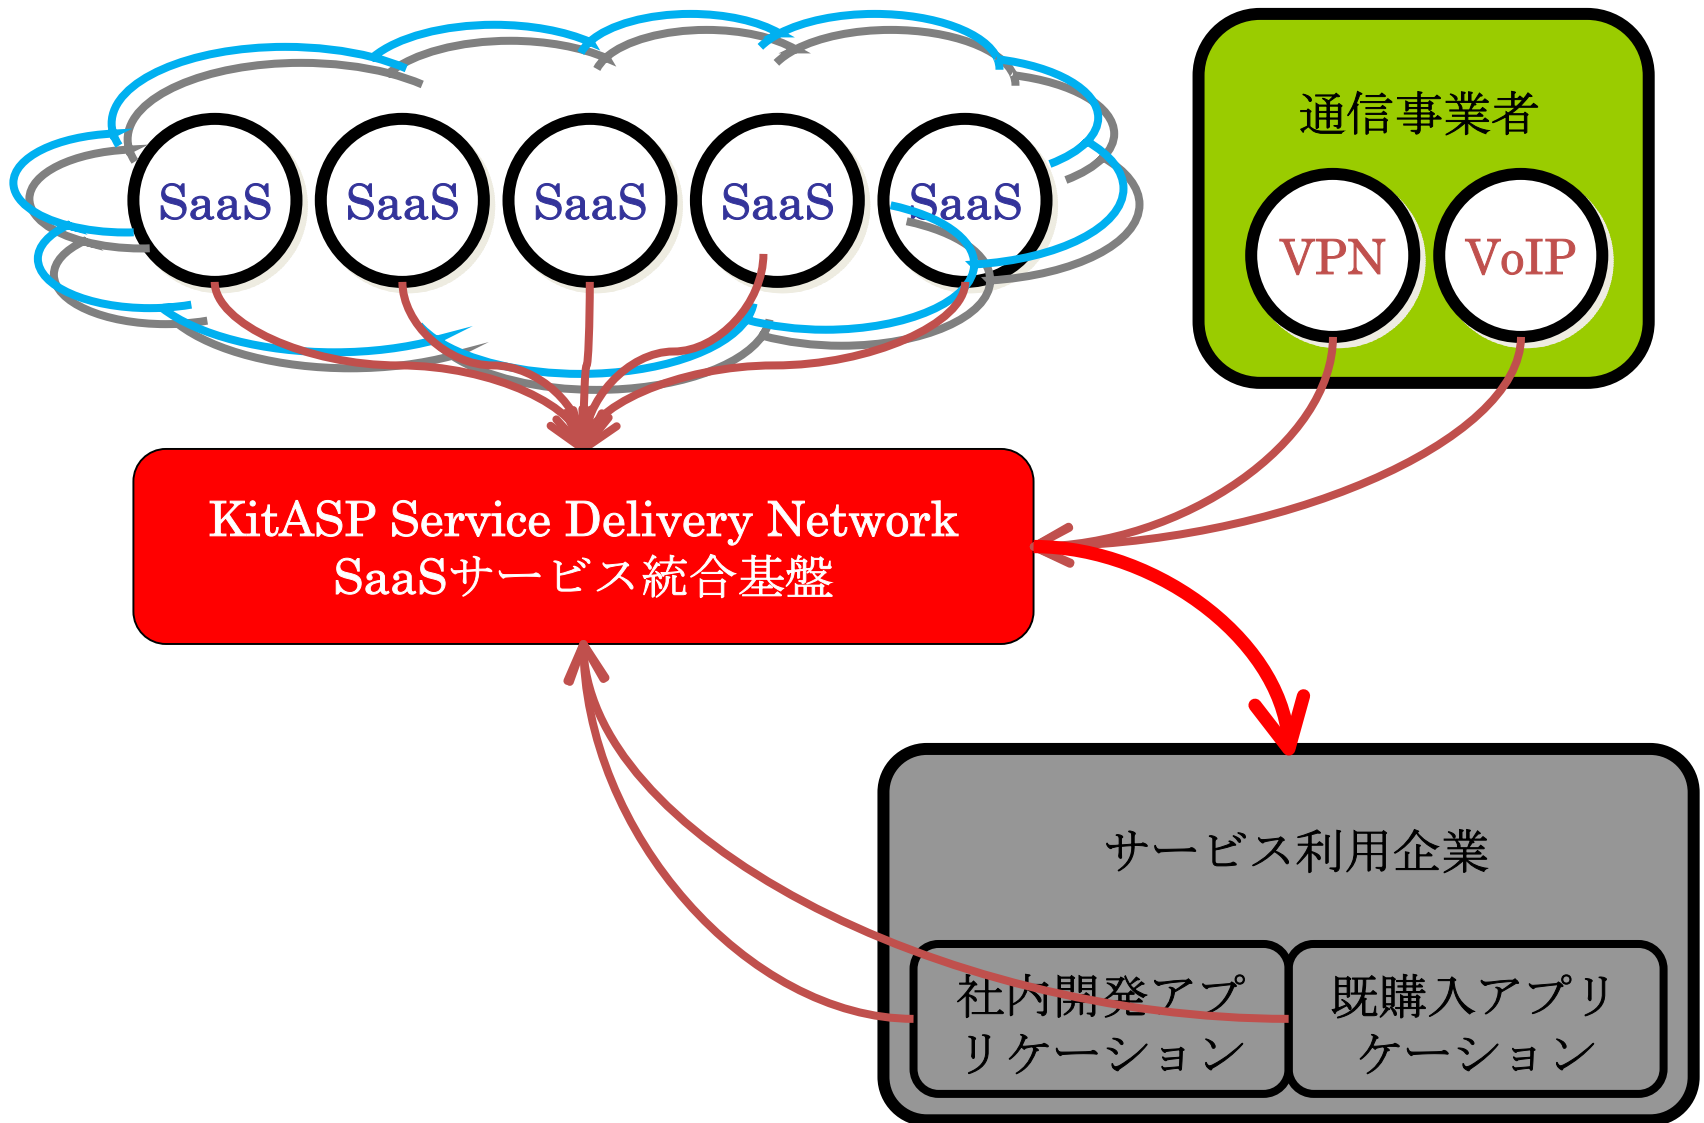 SaaS
SaaS
SaaS
SaaS
SaaS
通信事業者
VPN
VoIP
KitASP Service Delivery Network
SaaSサービス統合基盤
サービス利用企業
社内開発アプ
リケーション
既購入アプリ
ケーション